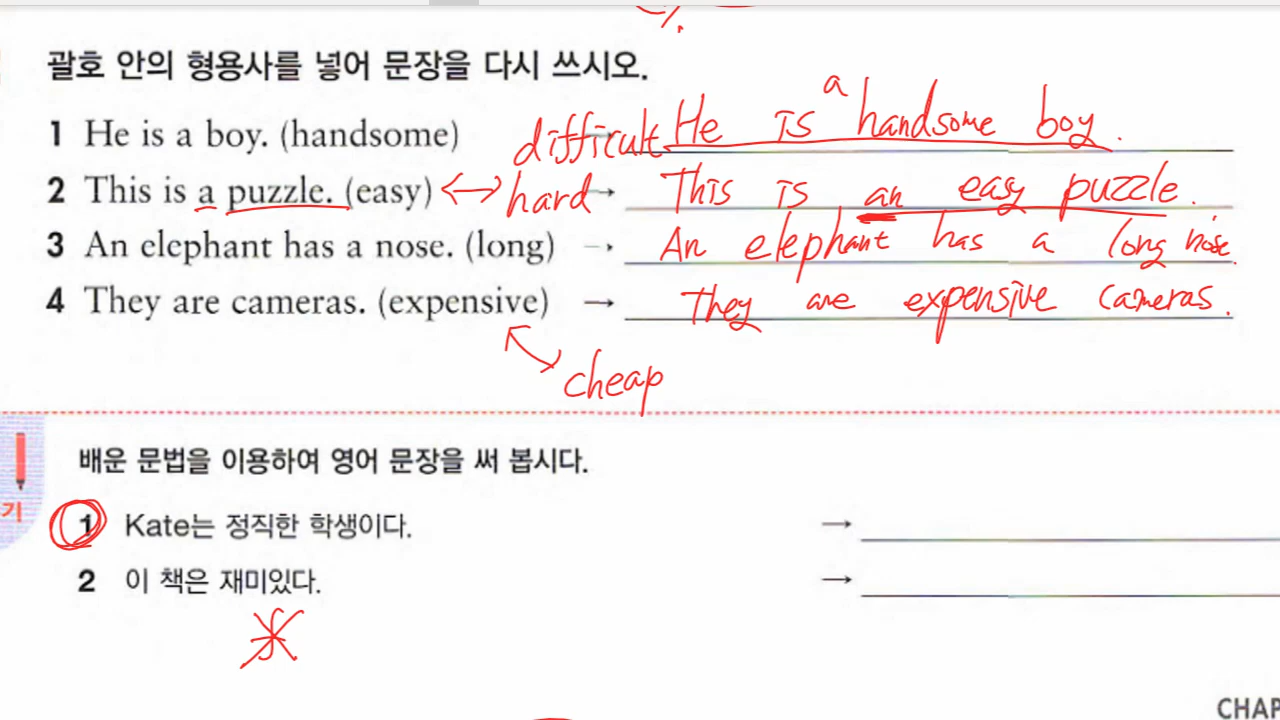 괄호 안의 형용사를 넣어 문장을 다시 쓰시오.
1 He is a boy. (handsome) → He is a handsome boy.
difficult
2 This is a puzzle. (easy) ↔ hard → This is an easy puzzle.
3 An elephant has a nose. (long) → An elephant has a long nose.
4 They are cameras. (expensive) → They are expensive cameras.
cheap
배운 문법을 이용하여 영어 문장을 써 봅시다.
기
1 Kate는 정직한 학생이다. →
2 이 책은 재미있다. →
CHAP